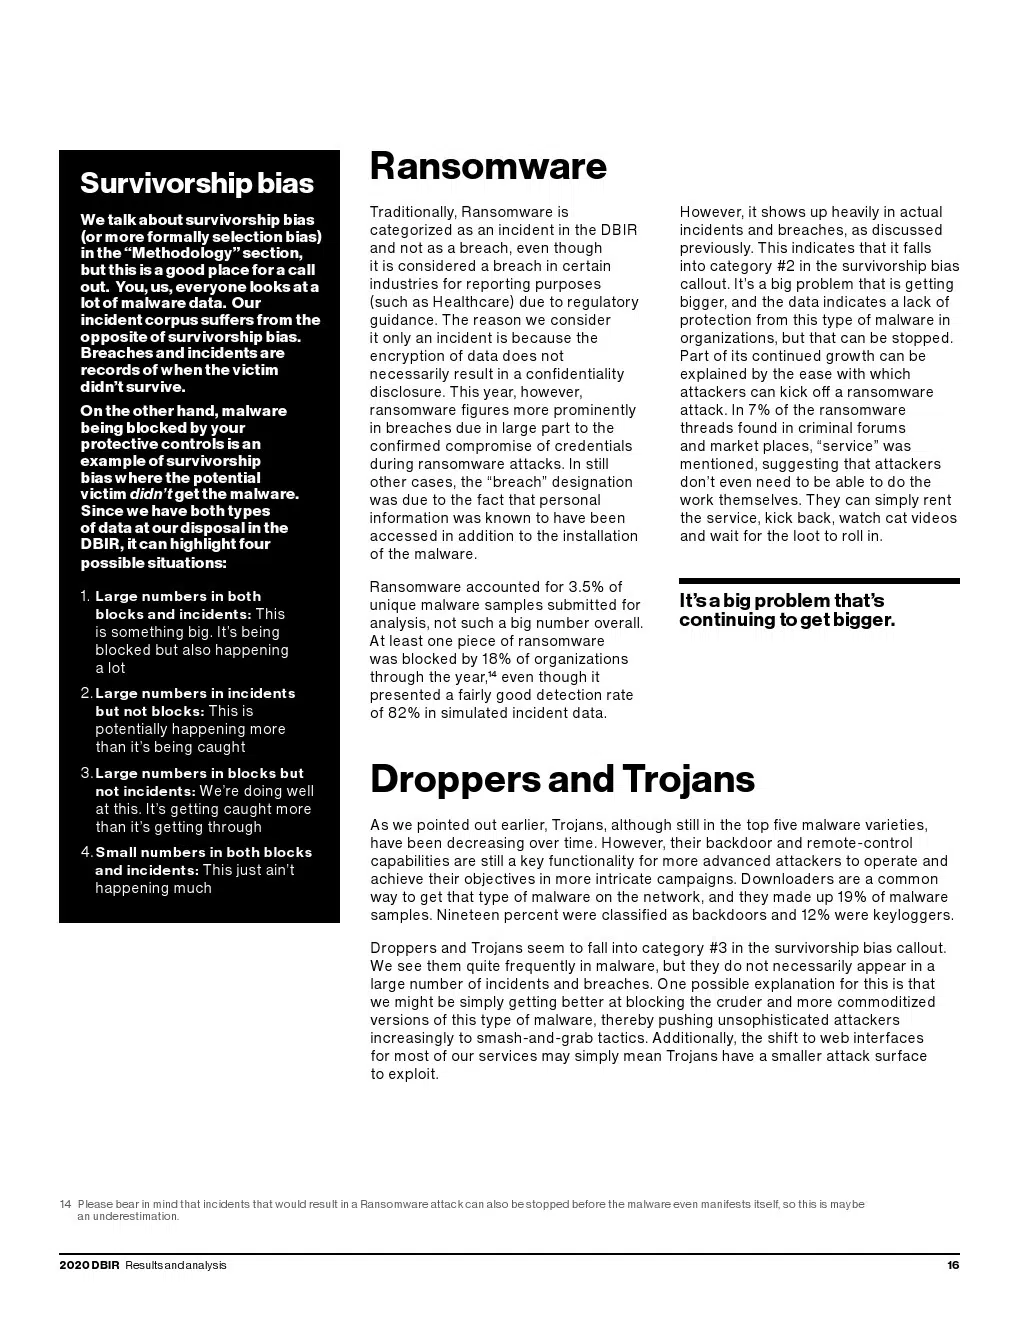 Survivorship bias
We talk about survivorship bias
(or more formally selection bias)
in the “Methodology” section,
but this is a good place for a call
out.  You, us, everyone looks at a
lot of malware data.  Our
incident corpus suffers from the
opposite of survivorship bias.
Breaches and incidents are
records of when the victim
didn’t survive.
On the other hand, malware
being blocked by your
protective controls is an
example of survivorship
bias where the potential
victim didn’t get the malware.
Since we have both types
of data at our disposal in the
DBIR, it can highlight four
possible situations:
1. Large numbers in both
blocks and incidents: This
is something big. It’s being
blocked but also happening
a lot
2. Large numbers in incidents
but not blocks: This is
potentially happening more
than it’s being caught
3. Large numbers in blocks but
not incidents: We’re doing well
at this. It’s getting caught more
than it’s getting through
4. Small numbers in both blocks
and incidents: This just ain’t
happening much
Ransomware
Traditionally, Ransomware is
categorized as an incident in the DBIR
and not as a breach, even though
it is considered a breach in certain
industries for reporting purposes
(such as Healthcare) due to regulatory
guidance. The reason we consider
it only an incident is because the
encryption of data does not
necessarily result in a confidentiality
disclosure. This year, however,
ransomware figures more prominently
in breaches due in large part to the
confirmed compromise of credentials
during ransomware attacks. In still
other cases, the “breach” designation
was due to the fact that personal
information was known to have been
accessed in addition to the installation
of the malware.
Ransomware accounted for 3.5% of
unique malware samples submitted for
analysis, not such a big number overall.
At least one piece of ransomware
was blocked by 18% of organizations
through the year,¹⁴ even though it
presented a fairly good detection rate
of 82% in simulated incident data.
However, it shows up heavily in actual
incidents and breaches, as discussed
previously. This indicates that it falls
into category #2 in the survivorship bias
callout. It’s a big problem that is getting
bigger, and the data indicates a lack of
protection from this type of malware in
organizations, but that can be stopped.
Part of its continued growth can be
explained by the ease with which
attackers can kick off a ransomware
attack. In 7% of the ransomware
threads found in criminal forums
and market places, “service” was
mentioned, suggesting that attackers
don’t even need to be able to do the
work themselves. They can simply rent
the service, kick back, watch cat videos
and wait for the loot to roll in.
It’s a big problem that’s
continuing to get bigger.
Droppers and Trojans
As we pointed out earlier, Trojans, although still in the top five malware varieties,
have been decreasing over time. However, their backdoor and remote-control
capabilities are still a key functionality for more advanced attackers to operate and
achieve their objectives in more intricate campaigns. Downloaders are a common
way to get that type of malware on the network, and they made up 19% of malware
samples. Nineteen percent were classified as backdoors and 12% were keyloggers.
Droppers and Trojans seem to fall into category #3 in the survivorship bias callout.
We see them quite frequently in malware, but they do not necessarily appear in a
large number of incidents and breaches. One possible explanation for this is that
we might be simply getting better at blocking the cruder and more commoditized
versions of this type of malware, thereby pushing unsophisticated attackers
increasingly to smash-and-grab tactics. Additionally, the shift to web interfaces
for most of our services may simply mean Trojans have a smaller attack surface
to exploit.
14 Please bear in mind that incidents that would result in a Ransomware attack can also be stopped before the malware even manifests itself, so this is maybe
an underestimation.
2020 DBIR Results and analysis 16